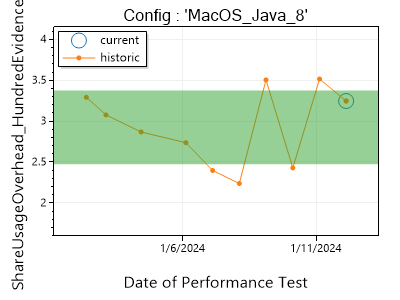 Config : 'MacOS_Java_8'
current
historic
ShareUsageOverhead_HundredEvidence
4
3.5
3
2.5
2
1/6/2024
1/11/2024
Date of Performance Test